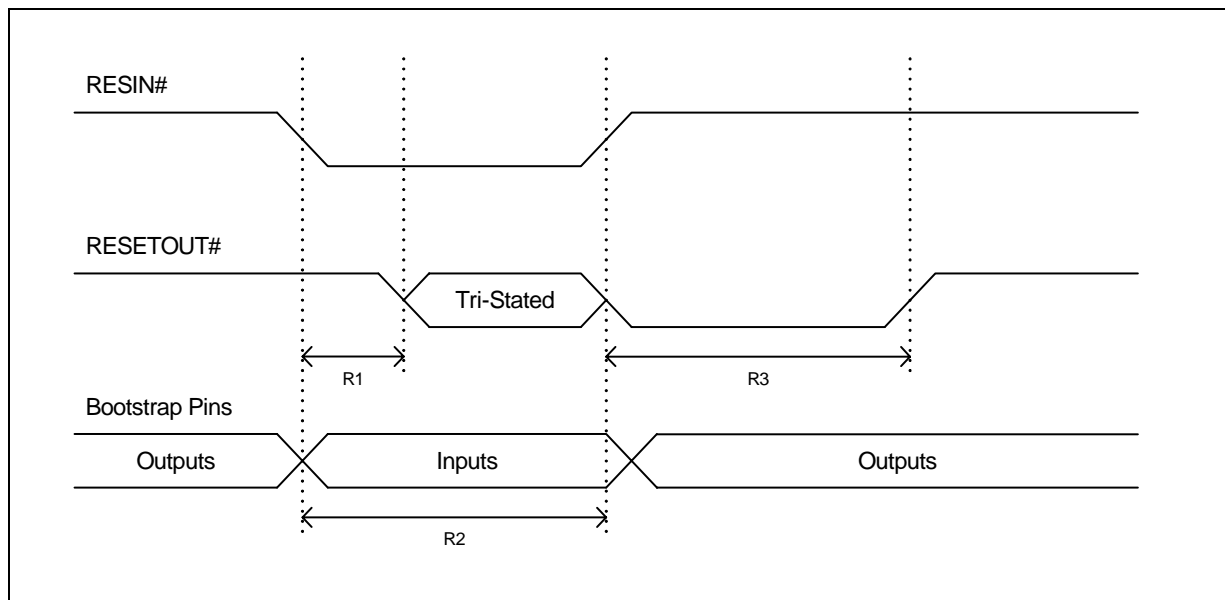 RESIN#
RESETOUT#
Tri-Stated
R1
R3
Bootstrap Pins
Outputs
Inputs
Outputs
R2